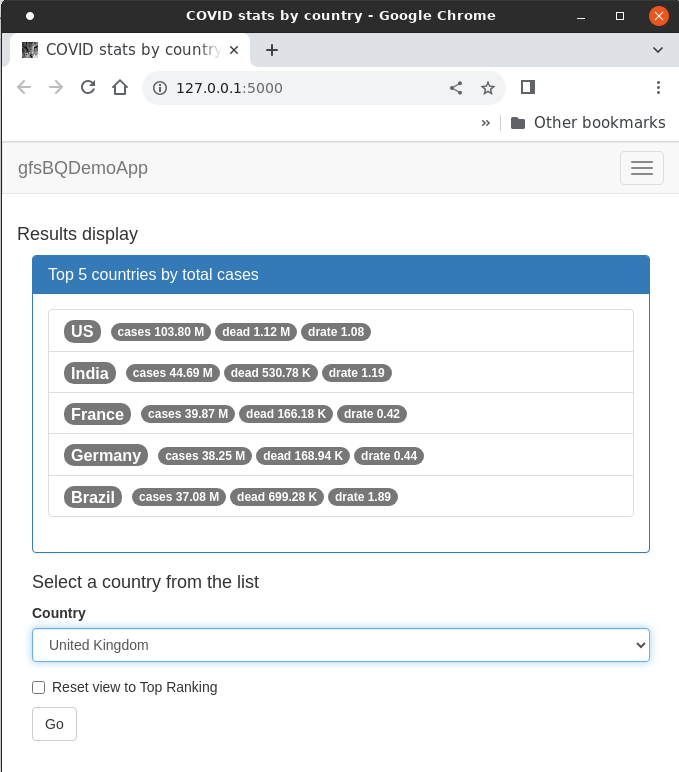 COVID stats by country - Google Chrome
COVID stats by country
127.0.0.1:5000
» Other bookmarks
gfsBQDemoApp
Results display
Top 5 countries by total cases
US cases 103.80 M dead 1.12 M drate 1.08
India cases 44.69 M dead 530.78 K drate 1.19
France cases 39.87 M dead 166.18 K drate 0.42
Germany cases 38.25 M dead 168.94 K drate 0.44
Brazil cases 37.08 M dead 699.28 K drate 1.89
Select a country from the list
Country
United Kingdom
Reset view to Top Ranking
Go